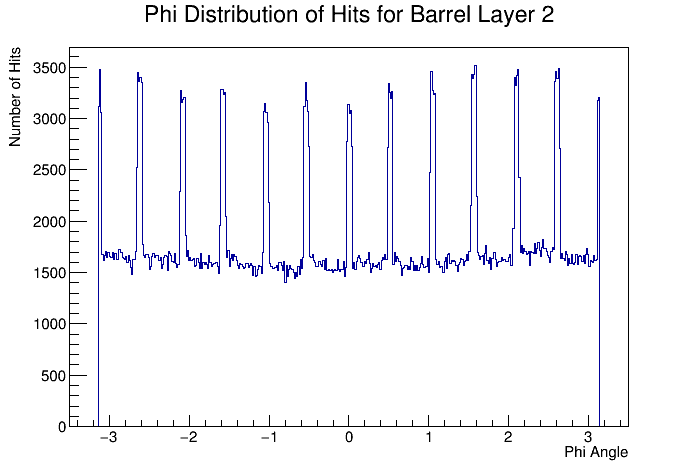 Phi Distribution of Hits for Barrel Layer 2
Number of Hits
3500
3000
2500
2000
1500
1000
500
0
−3 −2 −1 0 1 2 3
Phi Angle